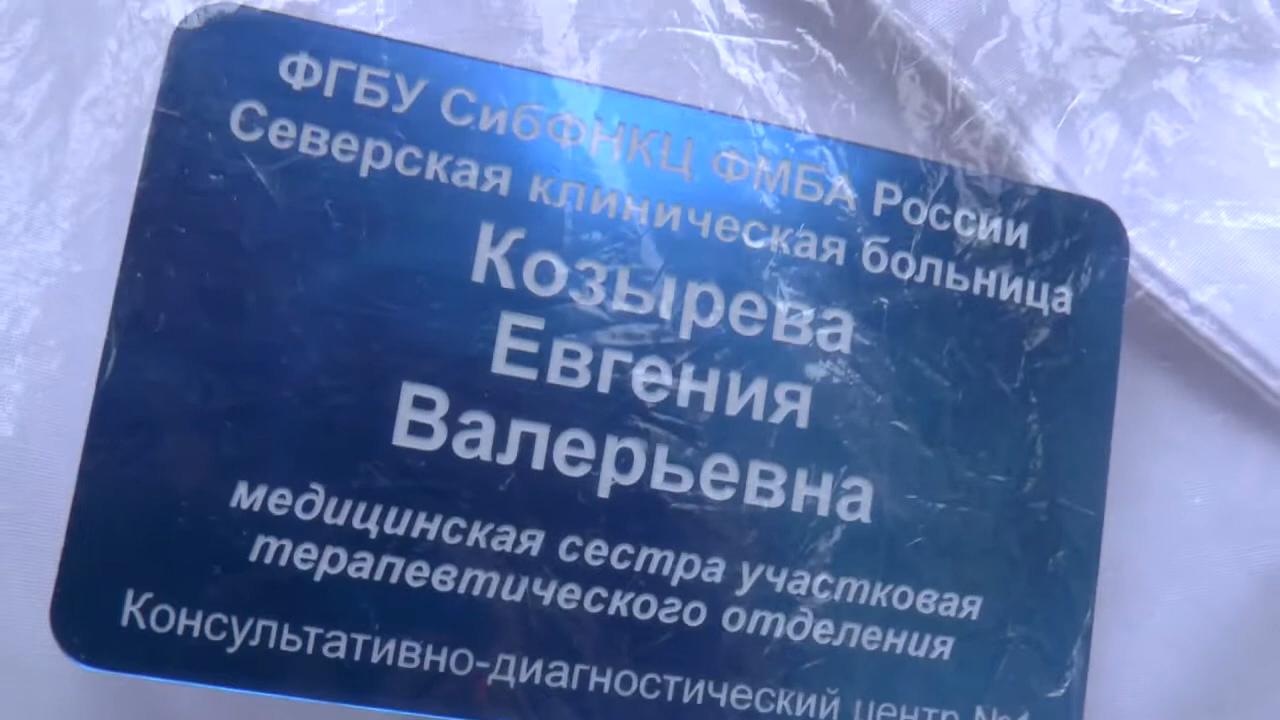 ФГБУ СибФНКЦ ФМБА России
Северская клиническая больница
Козырева
Евгения
Валерьевна
медицинская сестра участковая
терапевтического отделения
Консультативно-диагностический центр №1